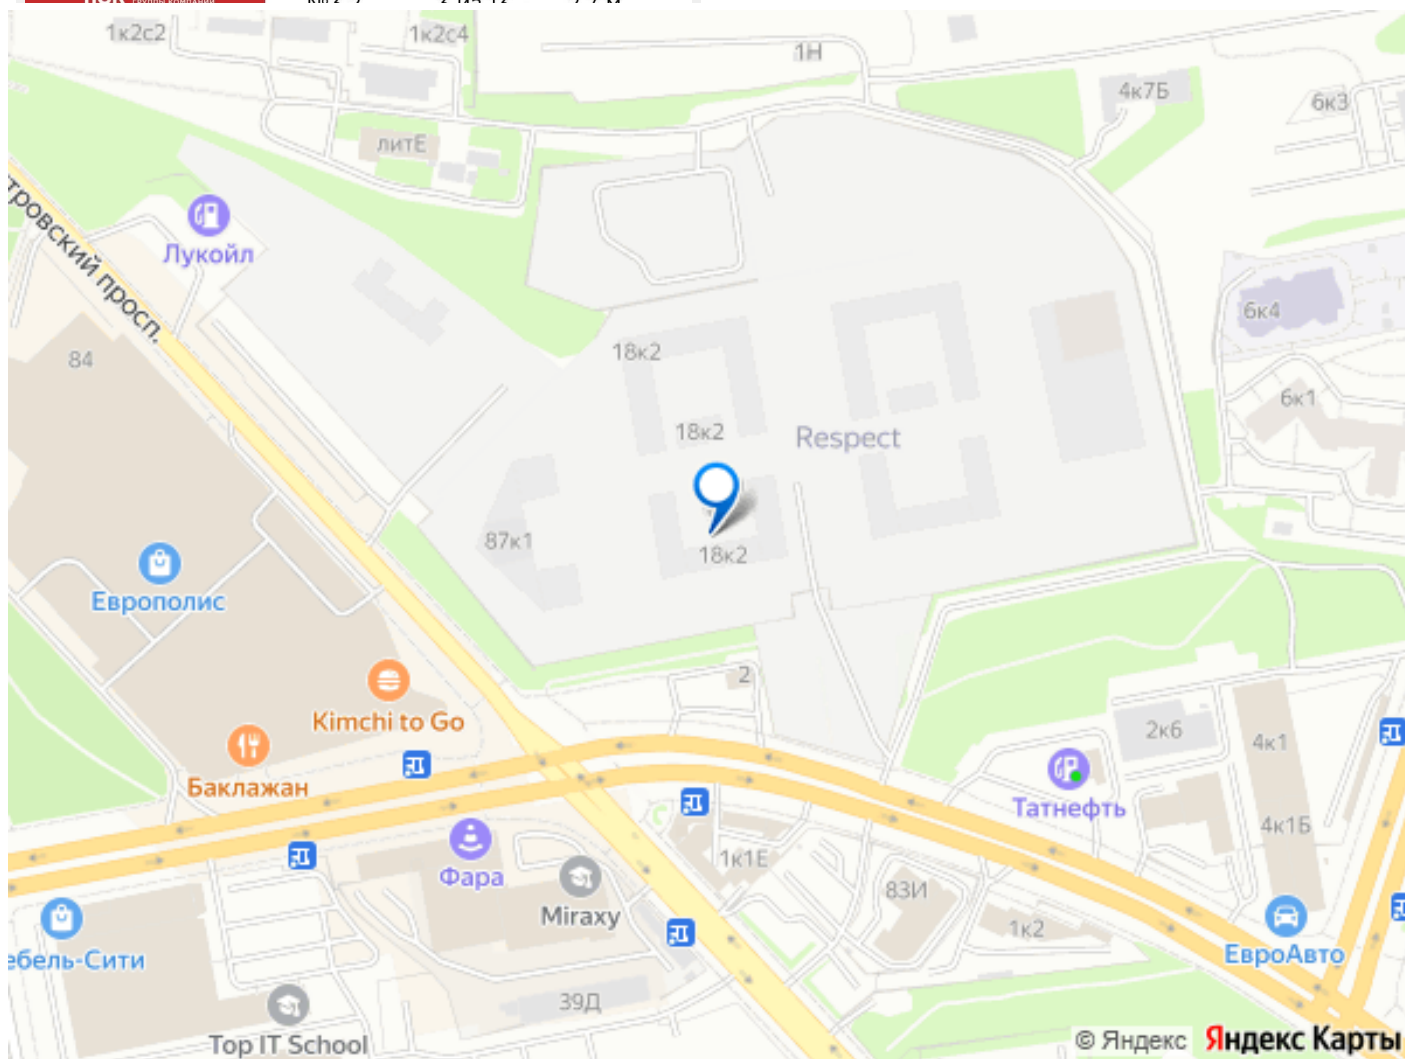 1к2с2
1к2с4
1Н
4к7Б
6к3
литЕ
тровский просп.
Лукойл
6к4
84
18к2
6к1
18к2
Respect
87к1
18к2
Европолис
2
Kimchi to Go
2к6
4к1
Баклажан
Татнефть
4к1Б
1к1Е
Фара
83И
Miraxy
1к2
ебель-Сити
ЕвроАвто
39Д
Top IT School
© Яндекс Яндекс Карты